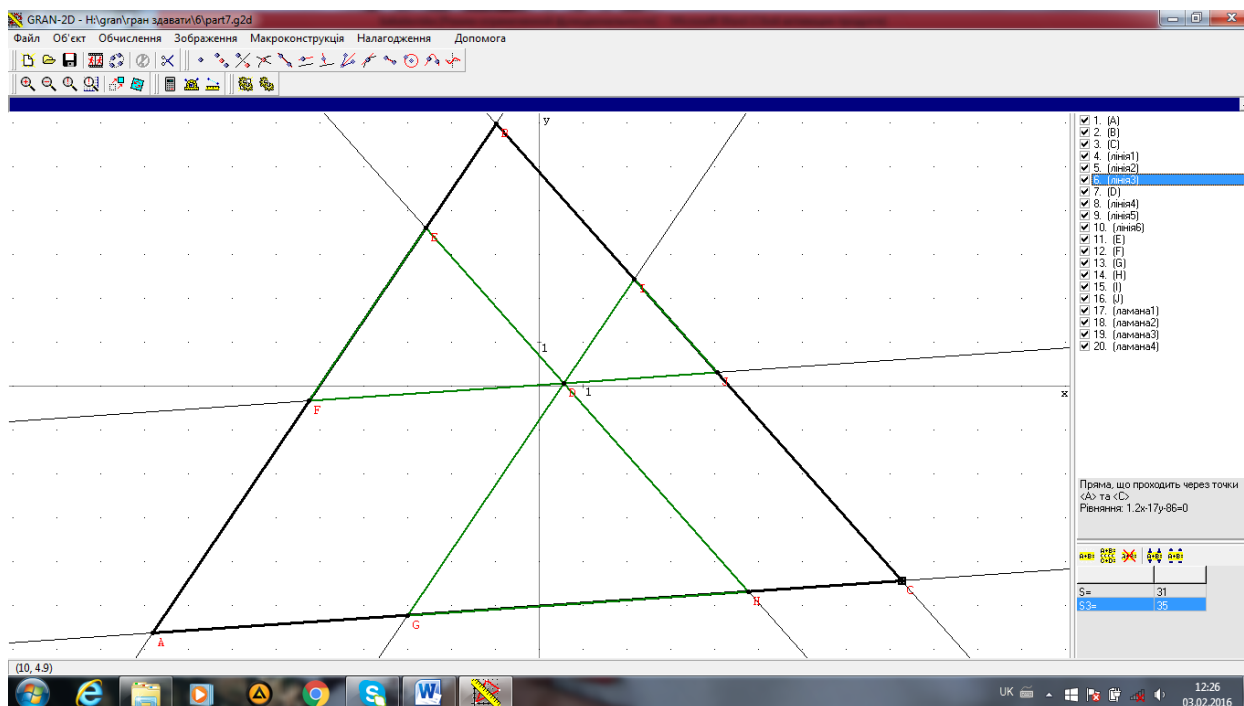 GRAN-2D - H:\gran\гран здавати\6\part7.g2d
Файл Об'єкт Обчислення Зображення Макроконструкція Налагодження Допомога
y
B
E
I
1
D
1
J
x
F
G
H
C
A
1. (A)
2. (B)
3. (C)
4. (лінія1)
5. (лінія2)
6. (лінія3)
7. (D)
8. (лінія4)
9. (лінія5)
10. (лінія6)
11. (E)
12. (F)
13. (G)
14. (H)
15. (I)
16. (J)
17. (ламана1)
18. (ламана2)
19. (ламана3)
20. (ламана4)
Пряма, що проходить через точки
<A> та <C>
Рівняння: 1.2x-17y-86=0
S= 31
S3= 35
(10, 4.9)
UK 12:26
03.02.2016